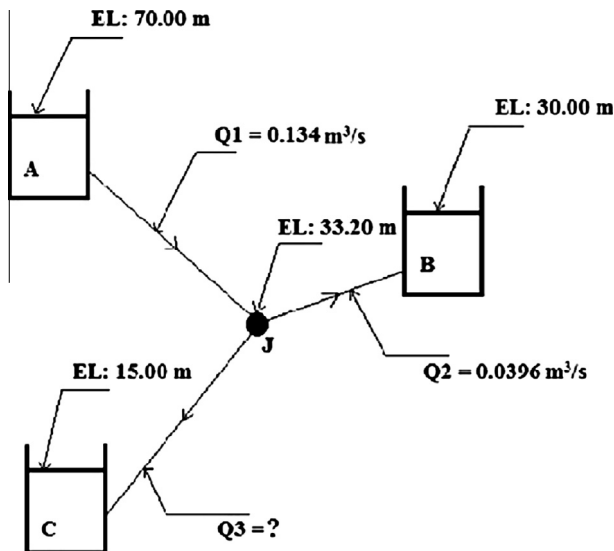 EL: 70.00 m
EL: 30.00 m
Q1 = 0.134 m³/s
A
EL: 33.20 m
B
J
EL: 15.00 m
Q2 = 0.0396 m³/s
C
Q3 = ?